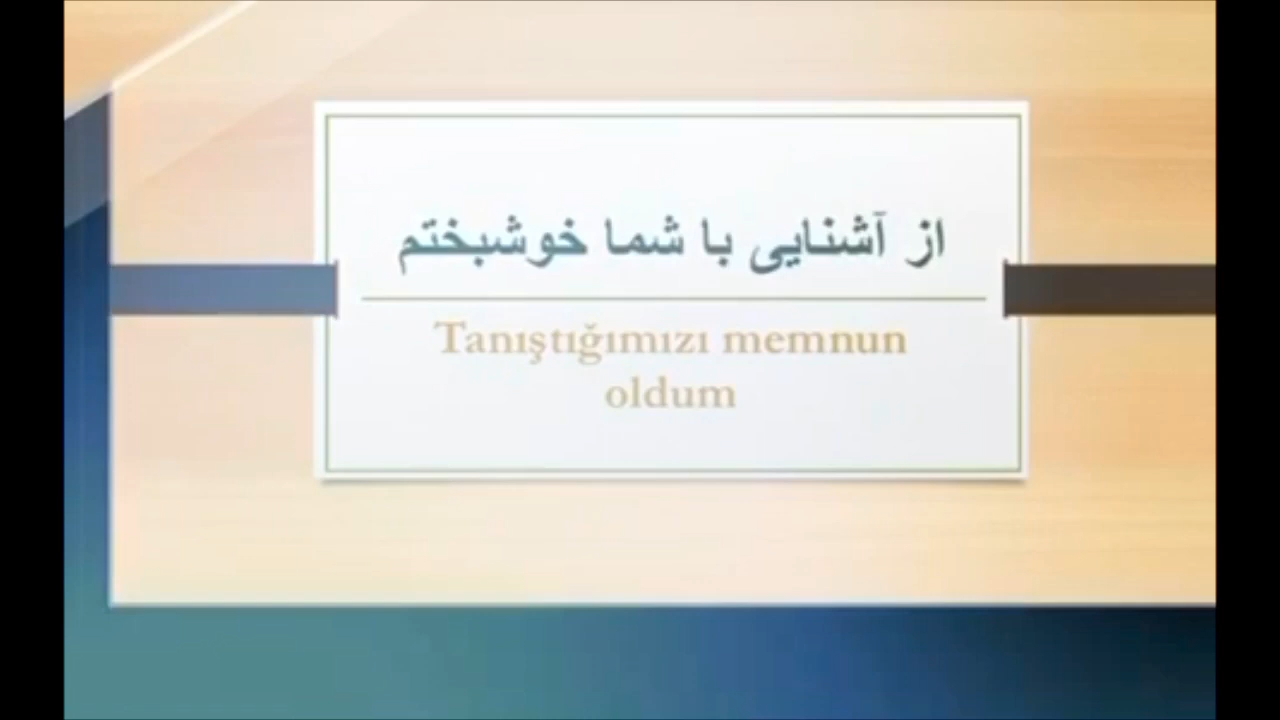 از آشنایی با شما خوشبختم
Tanıştığımızı memnun
oldum